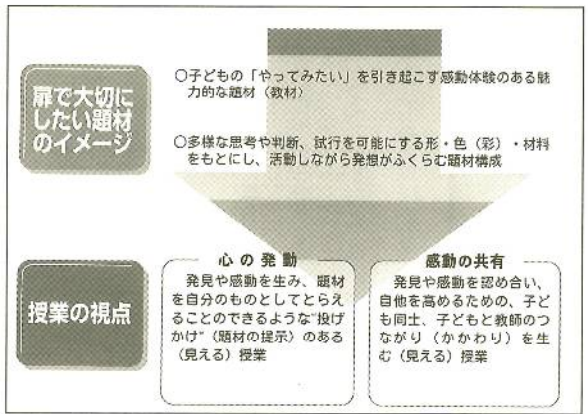 扉で大切に
したい題材
のイメージ
○子どもの「やってみたい」を引き起こす感動体験のある魅
力的な題材（教材）
○多様な思考や判断、試行を可能にする形・色（彩）・材料
をもとにし、活動しながら発想がふくらむ題材構成
授業の視点
心の発動
発見や感動を生み、題材
を自分のものとしてとらえ
ることのできるような“投げ
かけ”（題材の提示）のある
（見える）授業
感動の共有
発見や感動を認め合い、
自他を高めるための、子ど
も同士、子どもと教師のつ
ながり（かかわり）を生
む（見える）授業